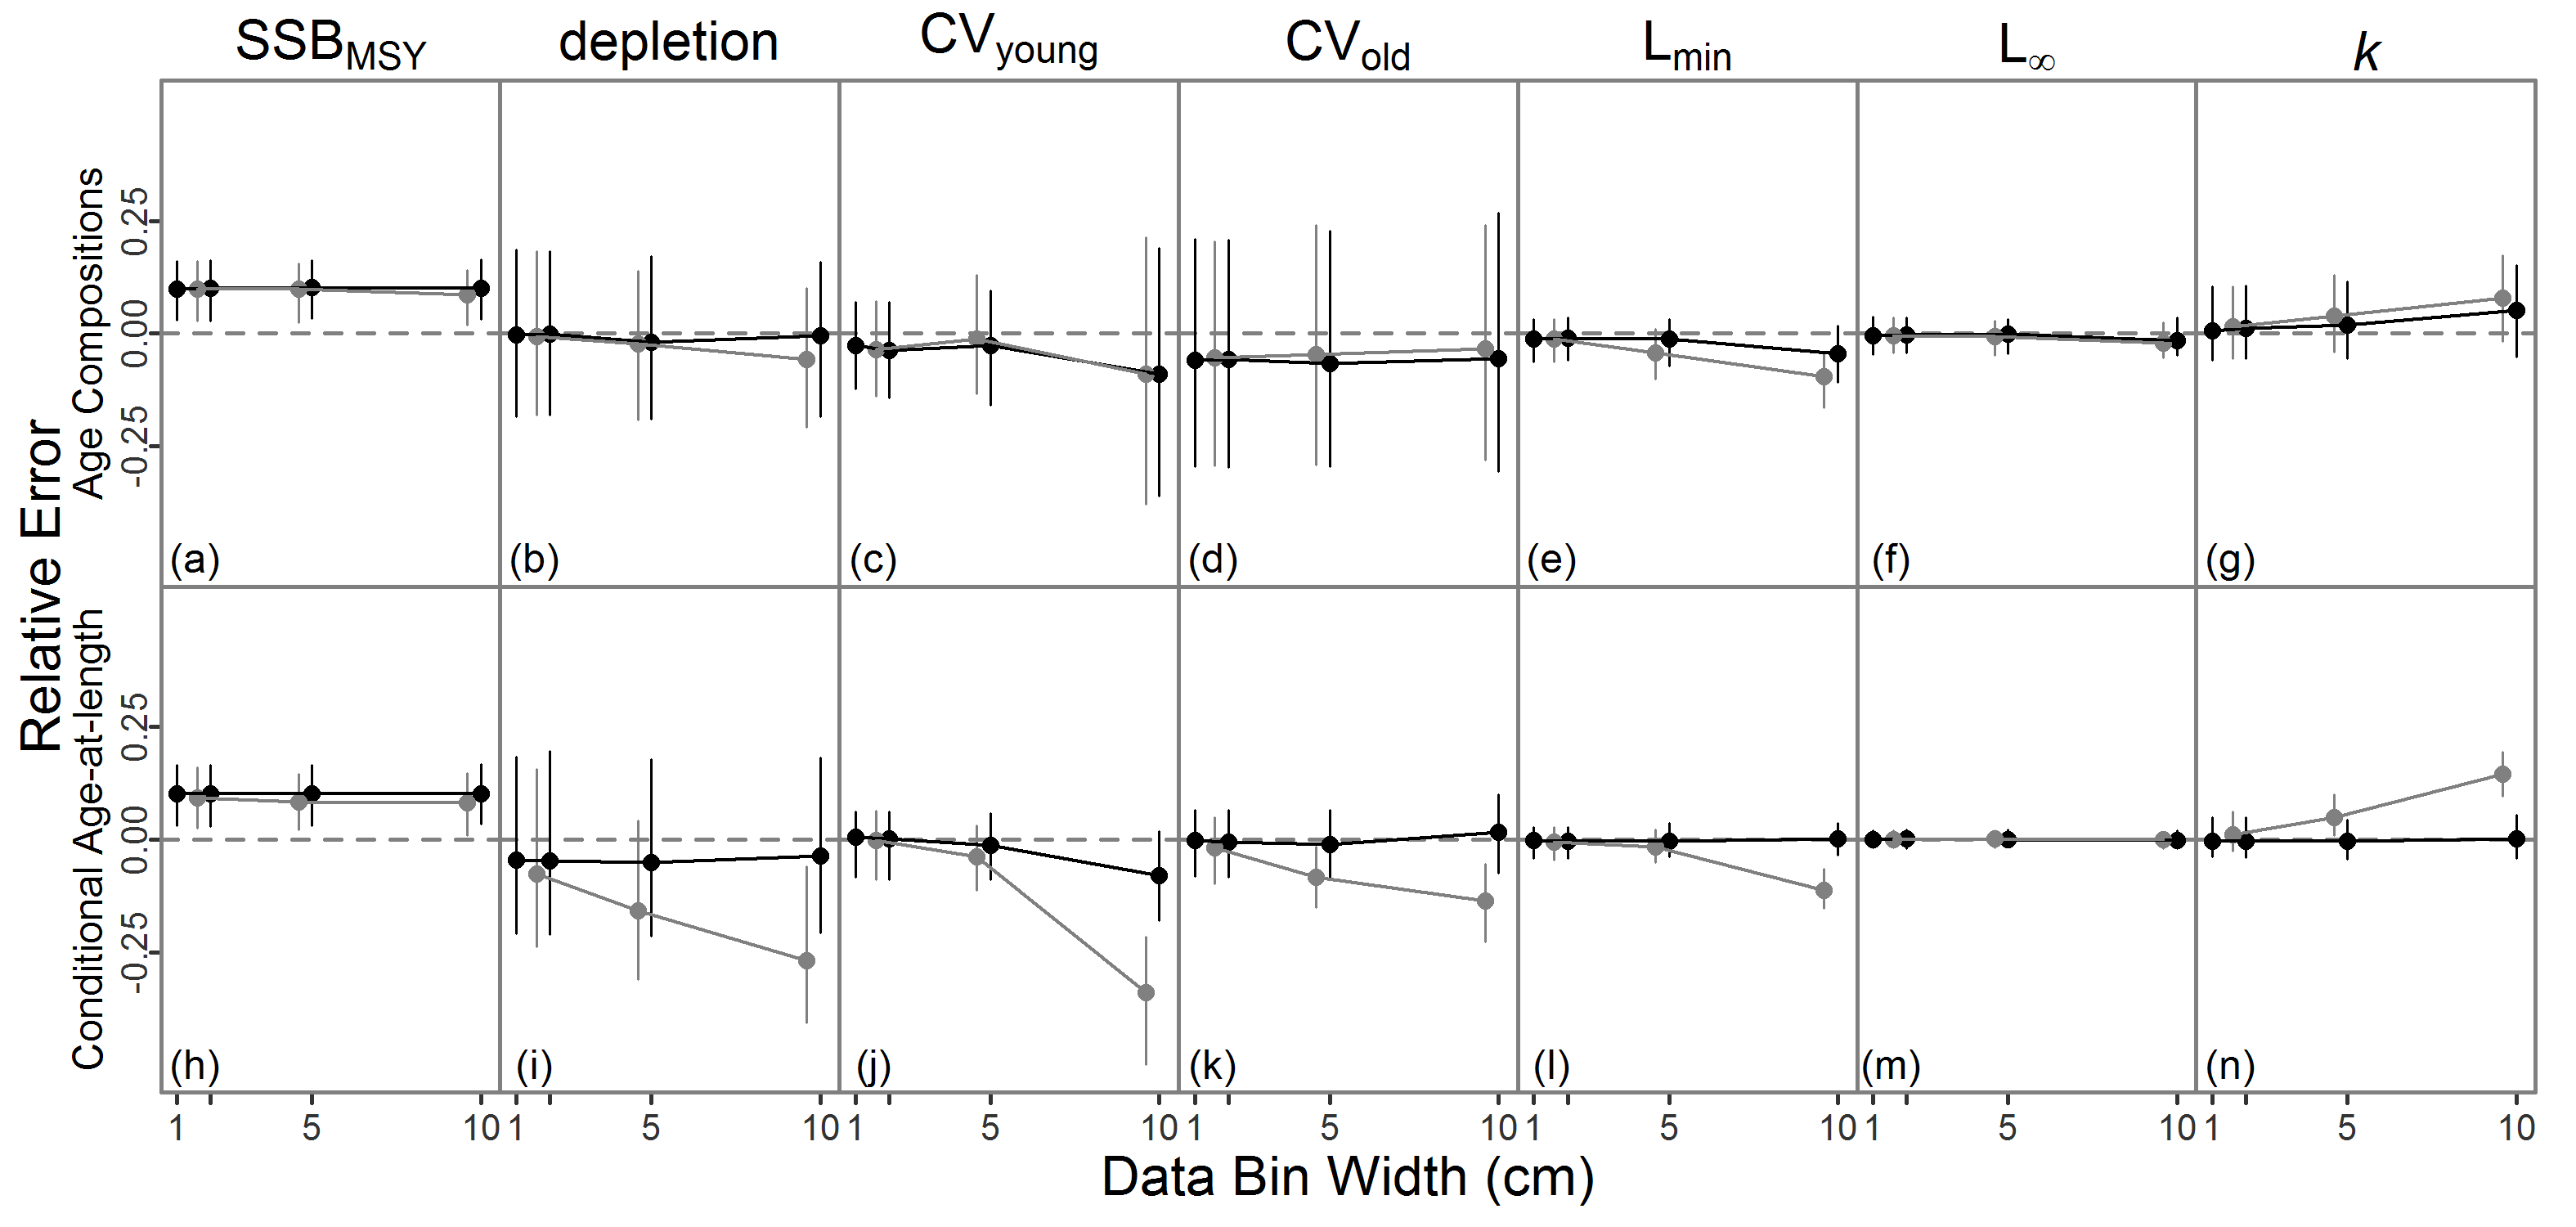 SSBMSY depletion CVyoung CVold Lmin L∞ k
Relative Error
Age Compositions
0.25
0.00
-0.25
(a) (b) (c) (d) (e) (f) (g)
Conditional Age-at-length
0.25
0.00
-0.25
(h) (i) (j) (k) (l) (m) (n)
1 5 10 1 5 10 1 5 10 1 5 10 1 5 10 1 5 10 1 5 10
Data Bin Width (cm)